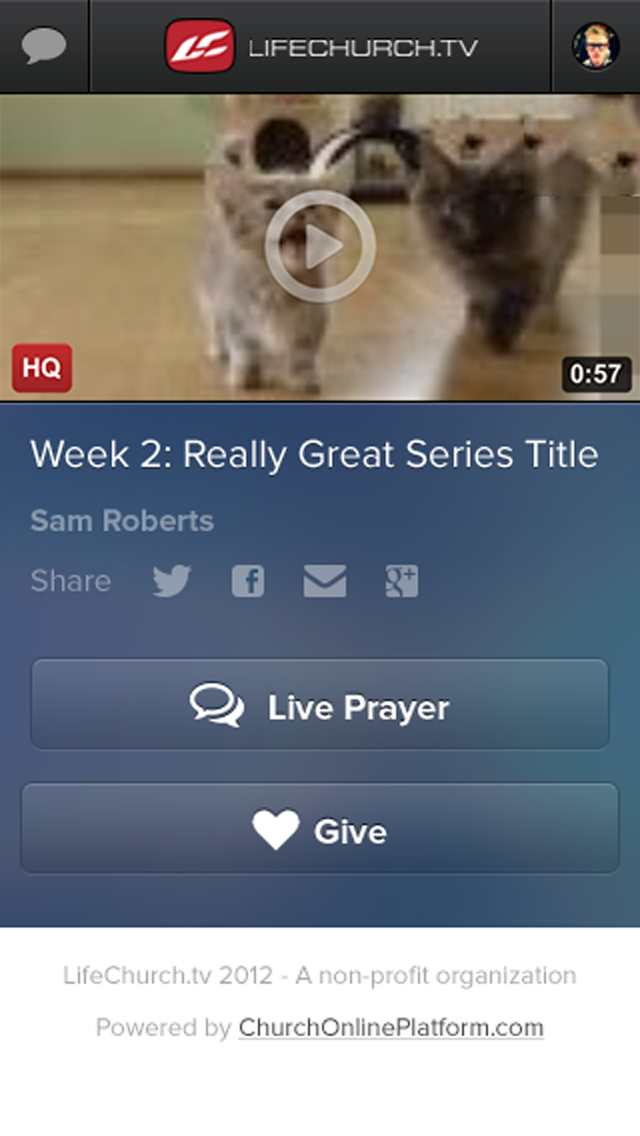 LIFECHURCH.TV
HQ
0:57
Week 2: Really Great Series Title
Sam Roberts
Share
Live Prayer
Give
LifeChurch.tv 2012 - A non-profit organization
Powered by ChurchOnlinePlatform.com